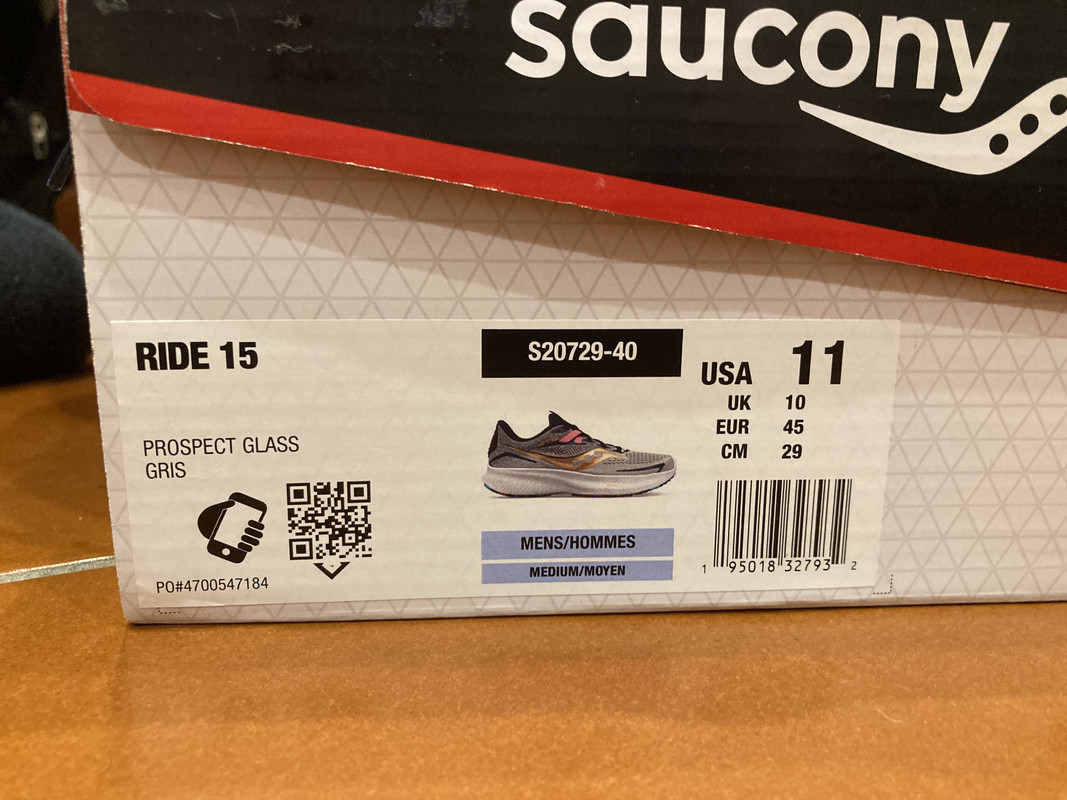 saucony
RIDE 15
S20729-40
USA 11
UK 10
EUR 45
CM 29
PROSPECT GLASS
GRIS
MENS/HOMMES
MEDIUM/MOYEN
PO#4700547184
1 95018 32793 2